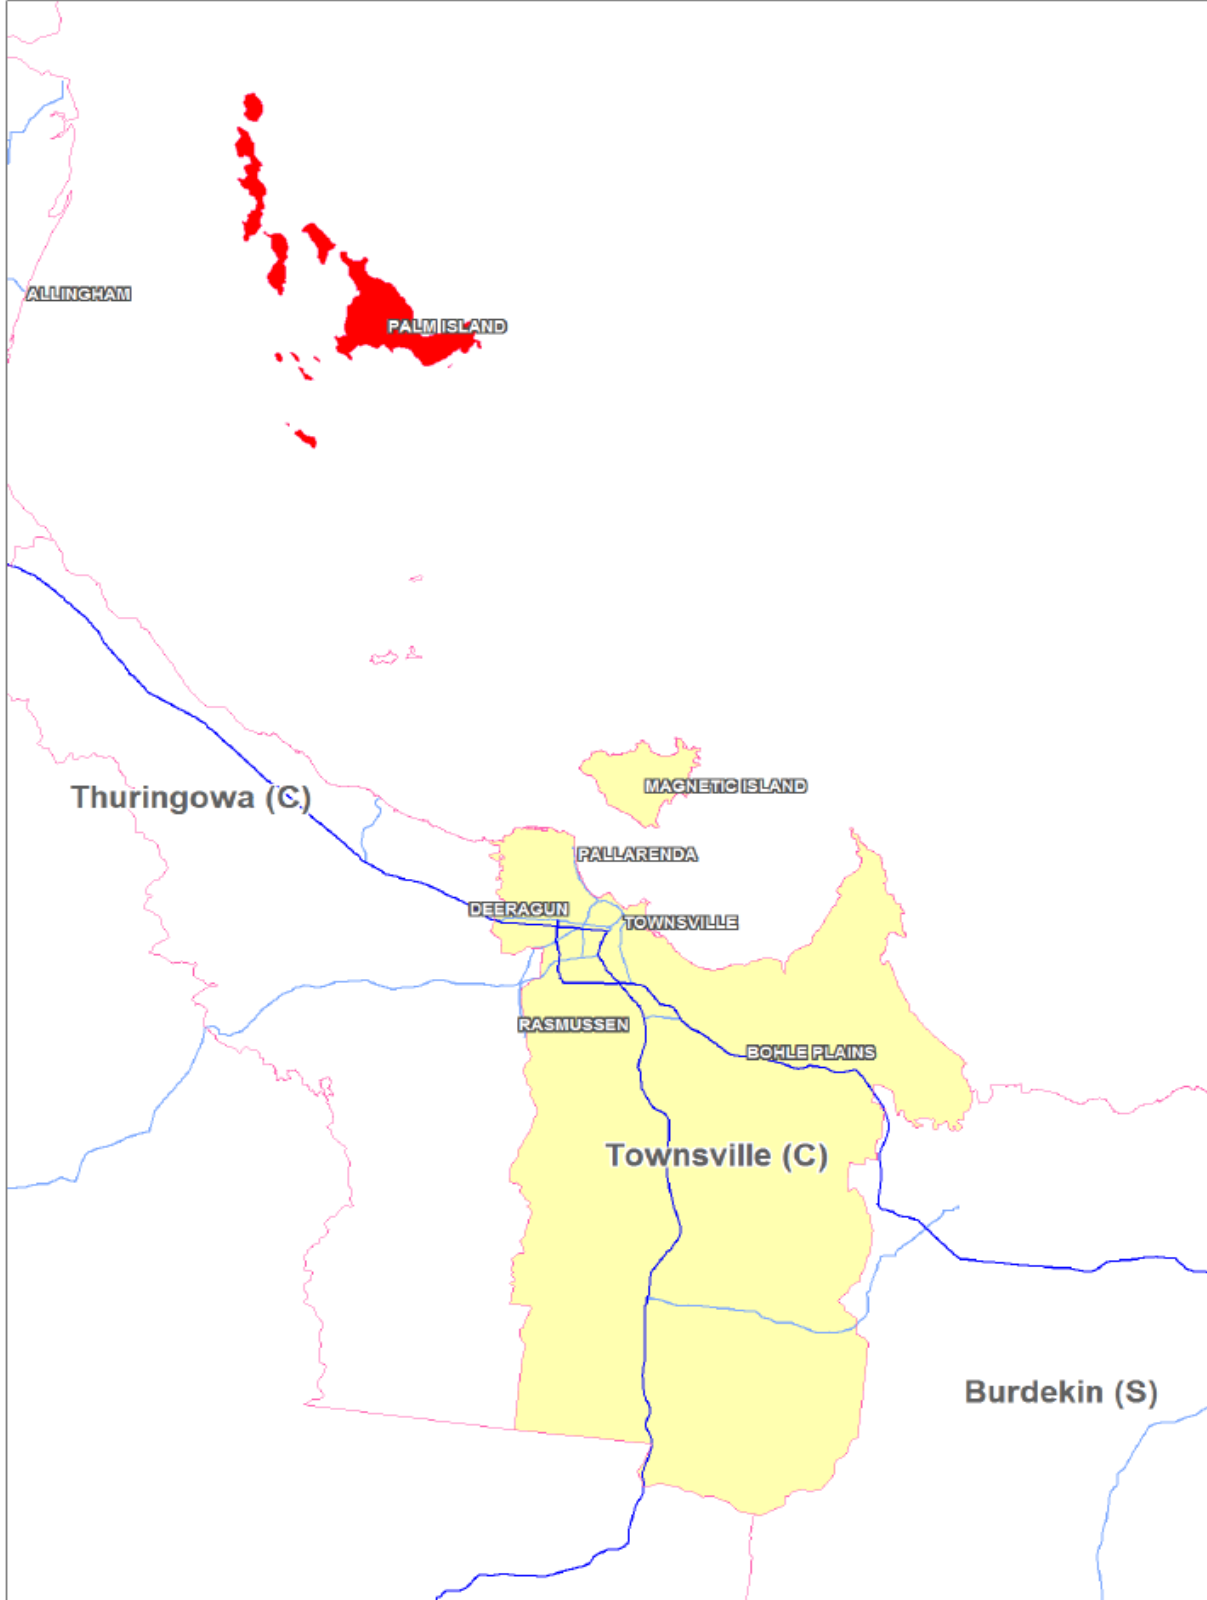 ALLINGHAM
PALM ISLAND
Thuringowa (C)
MAGNETIC ISLAND
PALLARENDA
DEERAGUN
TOWNSVILLE
RASMUSSEN
BOHLE PLAINS
Townsville (C)
Burdekin (S)